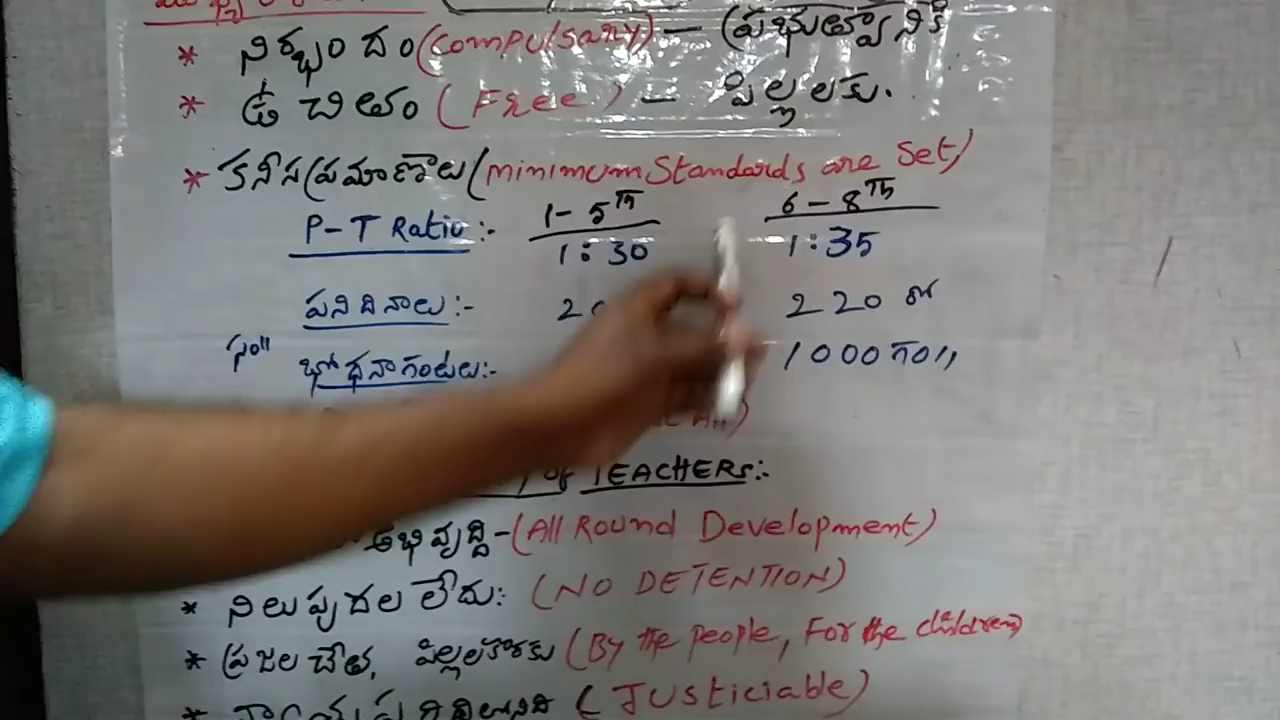 * నిర్భందం(Compulsary) — ప్రభుత్వానికి
* ఉచితం (Free) — పిల్లలకు.
* కనీసప్రమాణాలు(minimum Standards are Set)
P-T Ratio:- 1-5Th 6-8Th
1:30 1:35
పనిదినాలు:- 220 రో
సం|| బోధనాగంటలు:- 1000గం||
of TEACHERS:-
అభివృద్ధి-(All Round Development)
* నిలుపుదల లేదు: (NO DETENTION)
* ప్రజలచేత, పిల్లలకొరకు (By the people, For the children)
* (Justiciable)